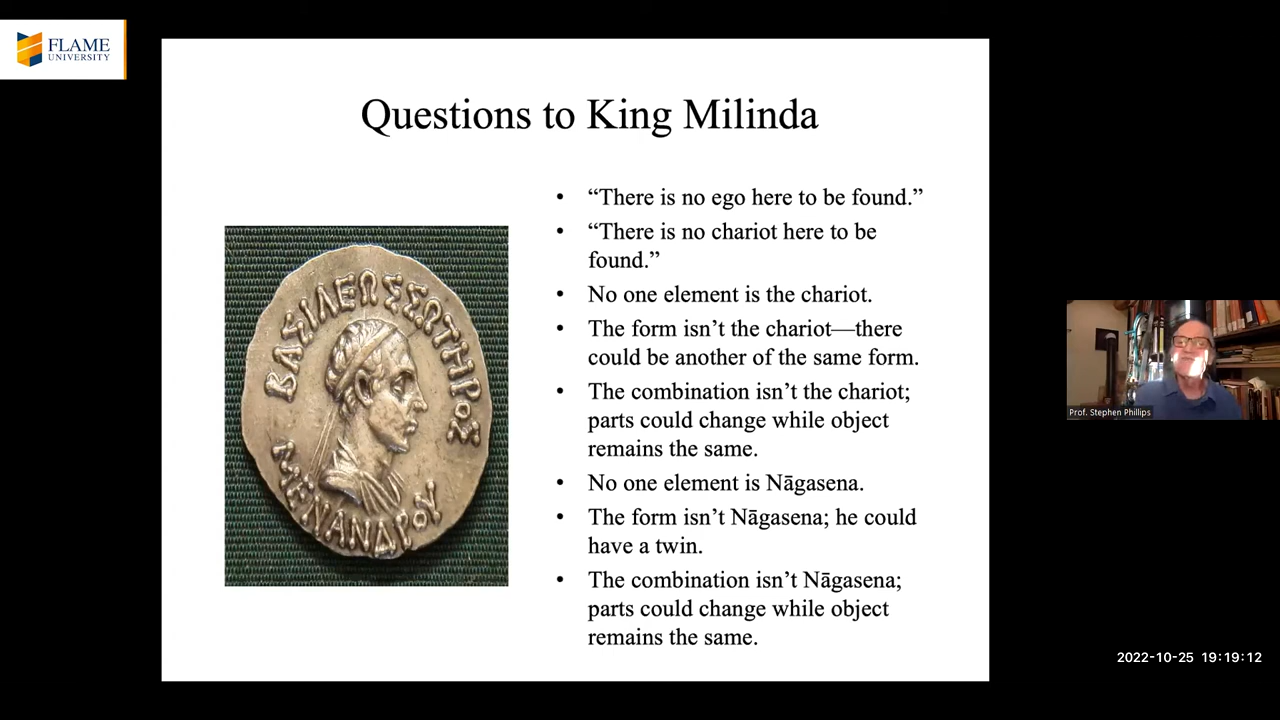 FLAME
UNIVERSITY
Questions to King Milinda
• “There is no ego here to be found.”
• “There is no chariot here to be
found.”
• No one element is the chariot.
• The form isn’t the chariot—there
could be another of the same form.
• The combination isn’t the chariot;
parts could change while object
remains the same.
• No one element is Nāgasena.
• The form isn’t Nāgasena; he could
have a twin.
• The combination isn’t Nāgasena;
parts could change while object
remains the same.
ΒΑΣΙΛΕΩΣ ΣΩΤΗΡΟΣ
ΜΕΝΑΝΔΡΟΥ
Prof. Stephen Phillips
2022-10-25 19:19:12